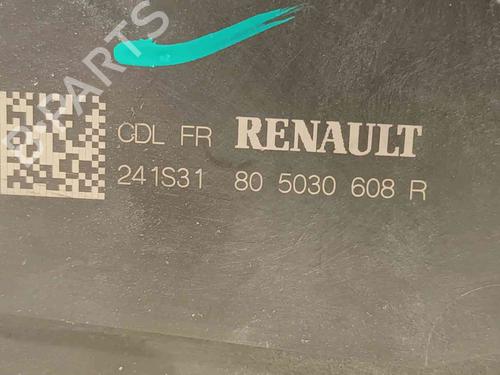 B-PARTS
CDL FR RENAULT
241S31 80 5030 608 R